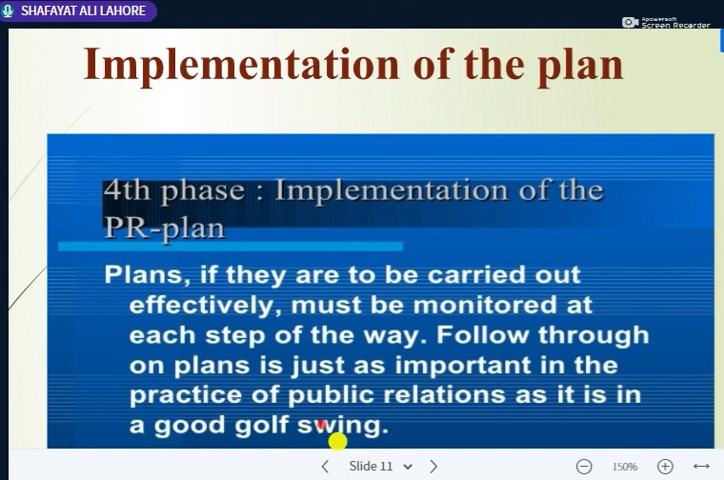 SHAFAYAT ALI LAHORE
Apowersoft
Screen Recorder
Implementation of the plan
4th phase : Implementation of the
PR-plan
Plans, if they are to be carried out
effectively, must be monitored at
each step of the way. Follow through
on plans is just as important in the
practice of public relations as it is in
a good golf swing.
Slide 11
150%